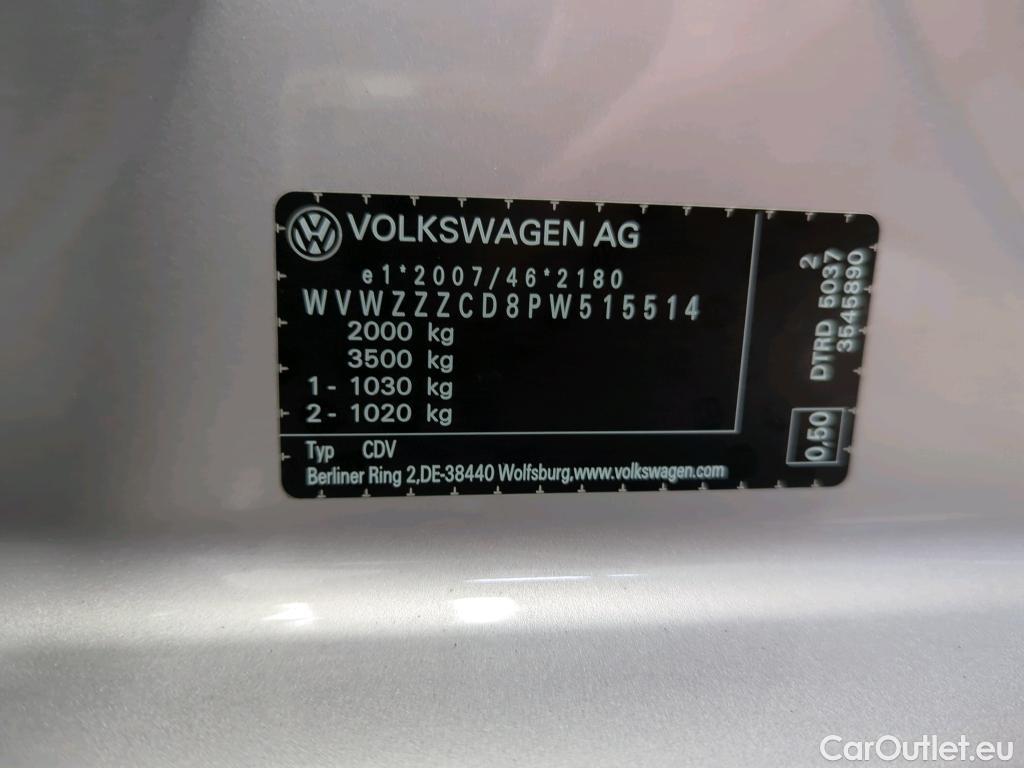 VOLKSWAGEN AG
e1*2007/46*2180
WVWZZZCD8PW515514
2000 kg
3500 kg
1- 1030 kg
2- 1020 kg
Typ CDV
Berliner Ring 2,DE-38440 Wolfsburg,www.volkswagen.com
2
DTRD 5037
3545890
0,50
CarOutlet.eu